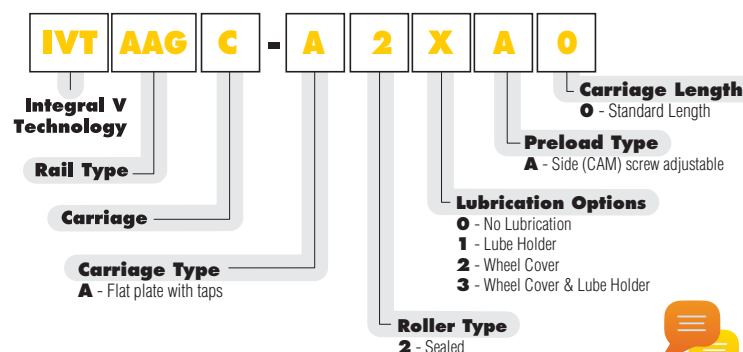 IVT AAG C - A 2 X A 0
Integral V
Technology
Rail Type
Carriage
Carriage Type
A - Flat plate with taps
Roller Type
2 - Sealed
Lubrication Options
0 - No Lubrication
1 - Lube Holder
2 - Wheel Cover
3 - Wheel Cover & Lube Holder
Preload Type
A - Side (CAM) screw adjustable
Carriage Length
0 - Standard Length